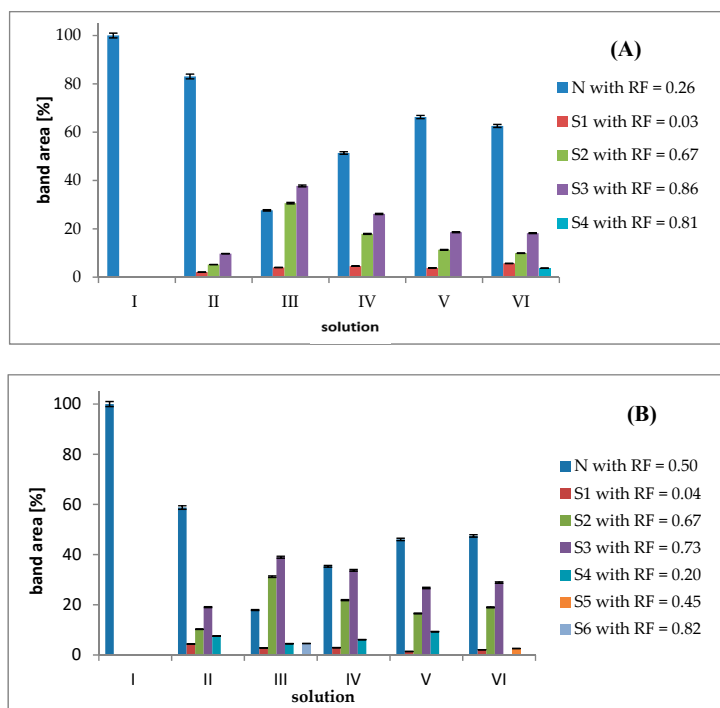 (A)
band area [%]
100
80
60
40
20
0
I II III IV V VI
solution
N with RF = 0.26
S1 with RF = 0.03
S2 with RF = 0.67
S3 with RF = 0.86
S4 with RF = 0.81
(B)
band area [%]
100
80
60
40
20
0
I II III IV V VI
solution
N with RF = 0.50
S1 with RF = 0.04
S2 with RF = 0.67
S3 with RF = 0.73
S4 with RF = 0.20
S5 with RF = 0.45
S6 with RF = 0.82